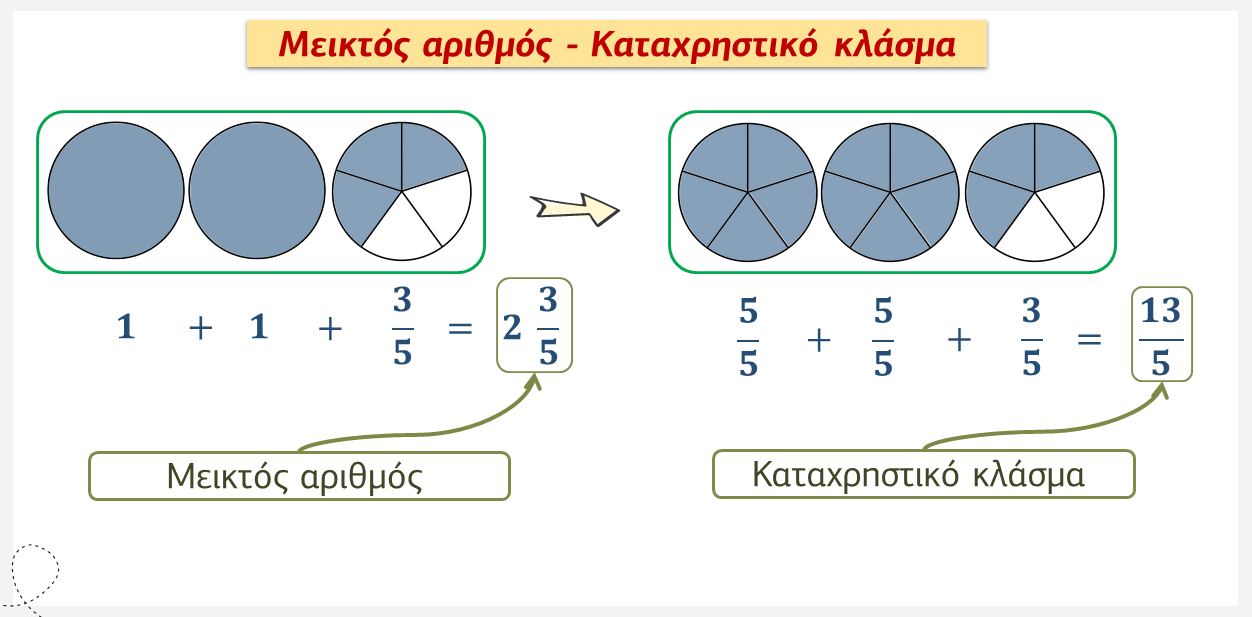 Μεικτός αριθμός - Καταχρηστικό κλάσμα
1 + 1 + 3/5 = 2 3/5
5/5 + 5/5 + 3/5 = 13/5
Μεικτός αριθμός
Καταχρηστικό κλάσμα